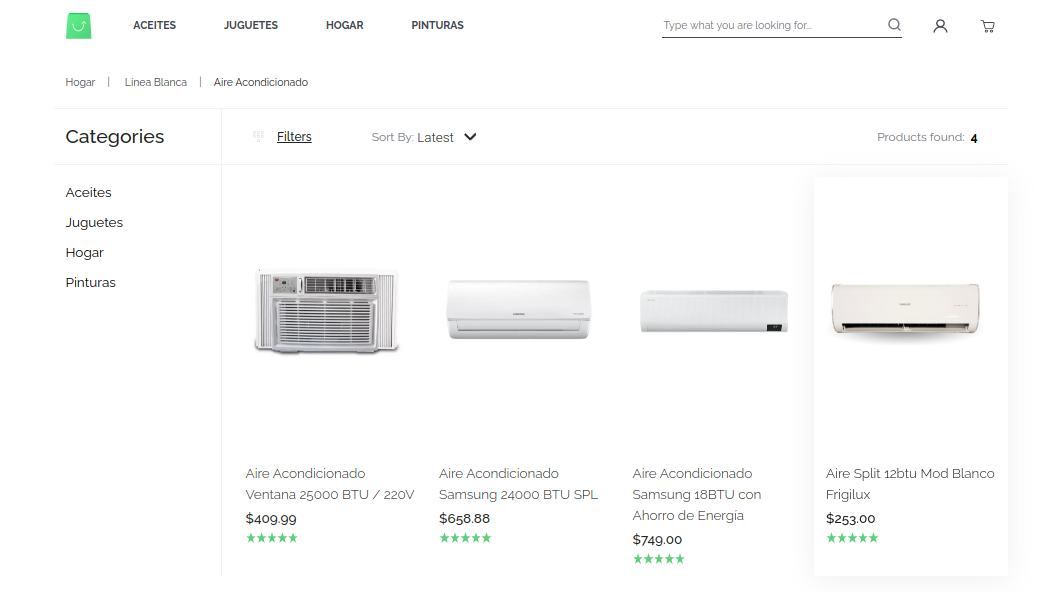 ACEITES JUGUETES HOGAR PINTURAS Type what you are looking for...
Hogar | Linea Blanca | Aire Acondicionado
Categories
Filters Sort By: Latest Products found: 4
Aceites
Juguetes
Hogar
Pinturas
Aire Acondicionado
Ventana 25000 BTU / 220V
$409.99
Aire Acondicionado
Samsung 24000 BTU SPL
$658.88
Aire Acondicionado
Samsung 18BTU con
Ahorro de Energía
$749.00
Aire Split 12btu Mod Blanco
Frigilux
$253.00